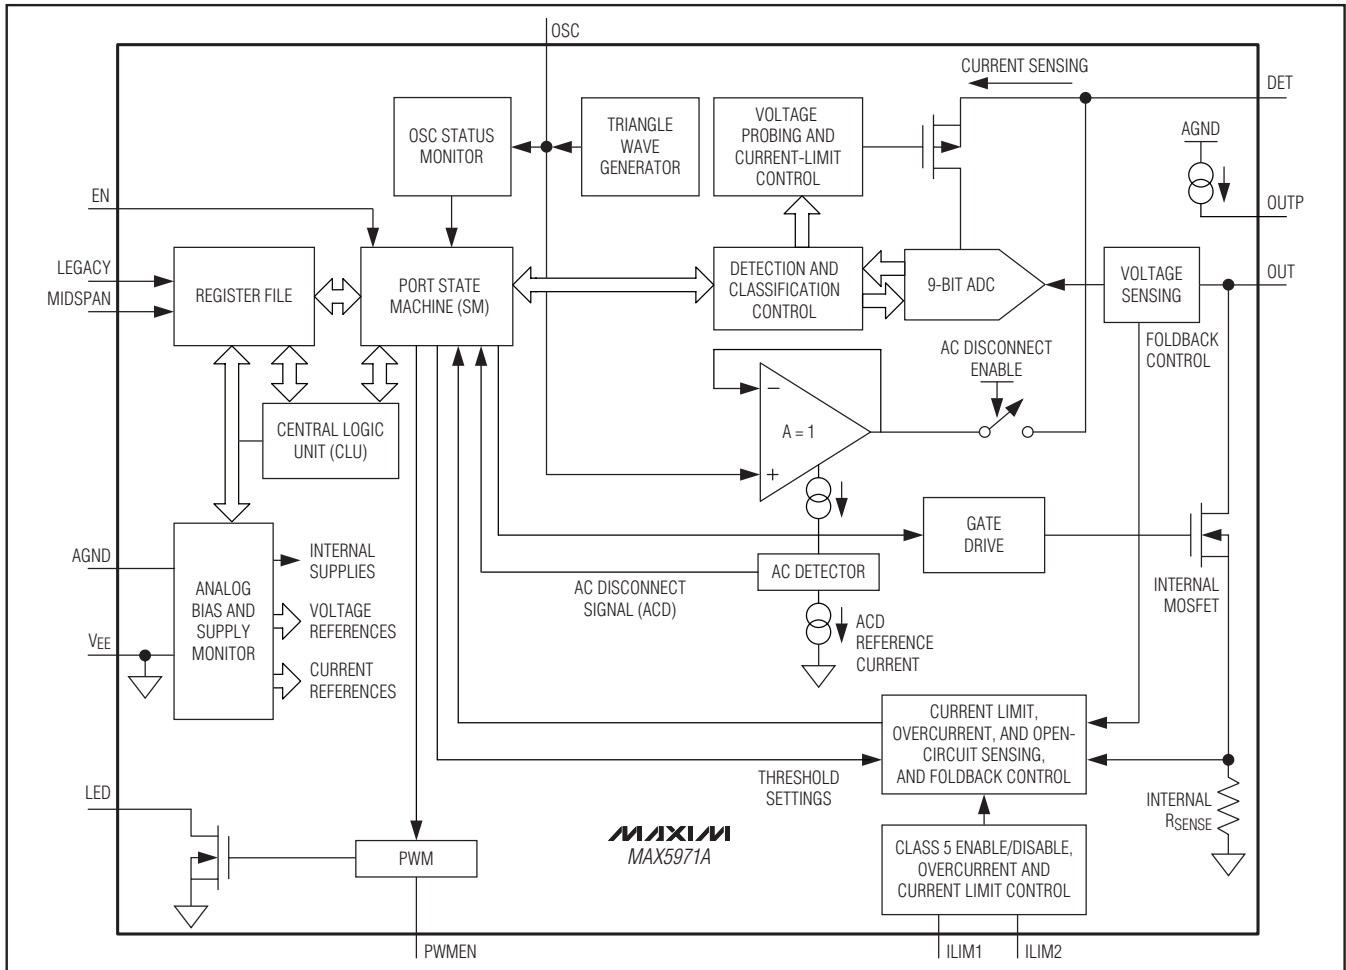 OSC
CURRENT SENSING
DET
OSC STATUS
MONITOR
TRIANGLE
WAVE
GENERATOR
VOLTAGE
PROBING AND
CURRENT-LIMIT
CONTROL
AGND
OUTP
EN
LEGACY
MIDSPAN
REGISTER FILE
PORT STATE
MACHINE (SM)
DETECTION AND
CLASSIFICATION
CONTROL
9-BIT ADC
VOLTAGE
SENSING
OUT
FOLDBACK
CONTROL
AC DISCONNECT
ENABLE
CENTRAL LOGIC
UNIT (CLU)
−
A = 1
+
GATE
DRIVE
INTERNAL
MOSFET
AGND
VEE
ANALOG
BIAS AND
SUPPLY
MONITOR
INTERNAL
SUPPLIES
VOLTAGE
REFERENCES
CURRENT
REFERENCES
AC DISCONNECT
SIGNAL (ACD)
AC DETECTOR
ACD
REFERENCE
CURRENT
CURRENT LIMIT,
OVERCURRENT, AND OPEN-
CIRCUIT SENSING,
AND FOLDBACK CONTROL
THRESHOLD
SETTINGS
INTERNAL
RSENSE
LED
PWM
MAXIM
MAX5971A
CLASS 5 ENABLE/DISABLE,
OVERCURRENT AND
CURRENT LIMIT CONTROL
PWMEN
ILIM1
ILIM2